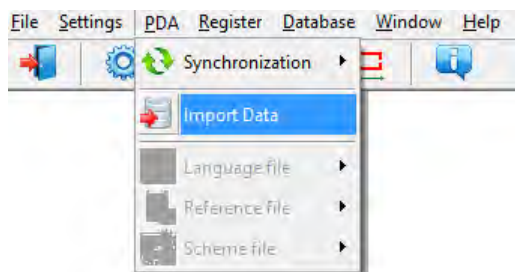 File Settings PDA Register Database Window Help
Synchronization
Import Data
Language file
Reference file
Scheme file